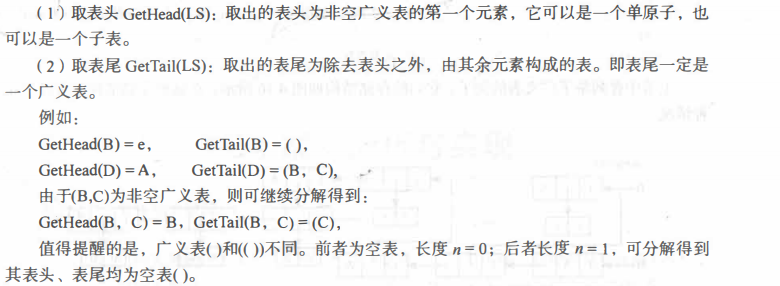 （1）取表头 GetHead(LS)：取出的表头为非空广义表的第一个元素，它可以是一个单原子，也
可以是一个子表。
（2）取表尾 GetTail(LS)：取出的表尾为除去表头之外，由其余元素构成的表。即表尾一定是
一个广义表。
例如：
GetHead(B) = e， GetTail(B) = ( )，
GetHead(D) = A， GetTail(D) = (B，C)，
由于(B,C)为非空广义表，则可继续分解得到：
GetHead(B，C) = B，GetTail(B，C) = (C)，
值得提醒的是，广义表( )和(( ))不同。前者为空表，长度 n = 0；后者长度 n = 1，可分解得到
其表头、表尾均为空表( )。